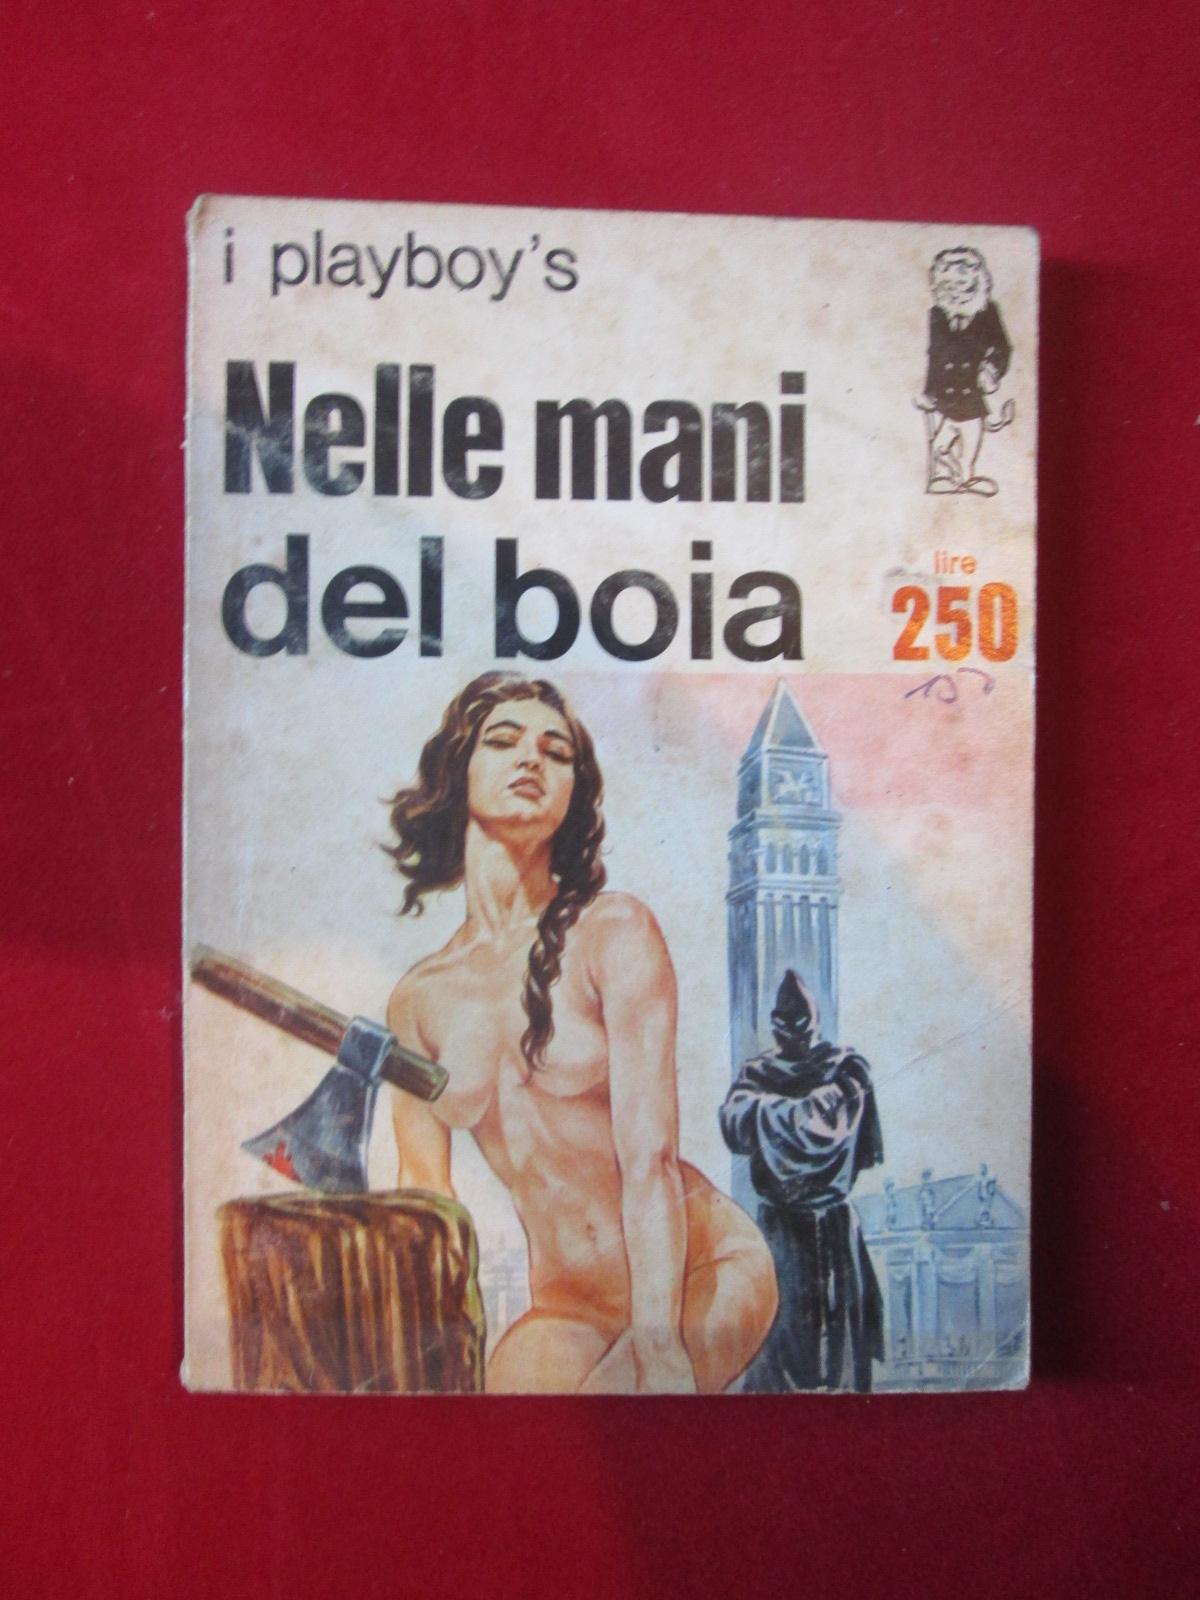 i playboy's
Nelle mani
del boia
lire
250